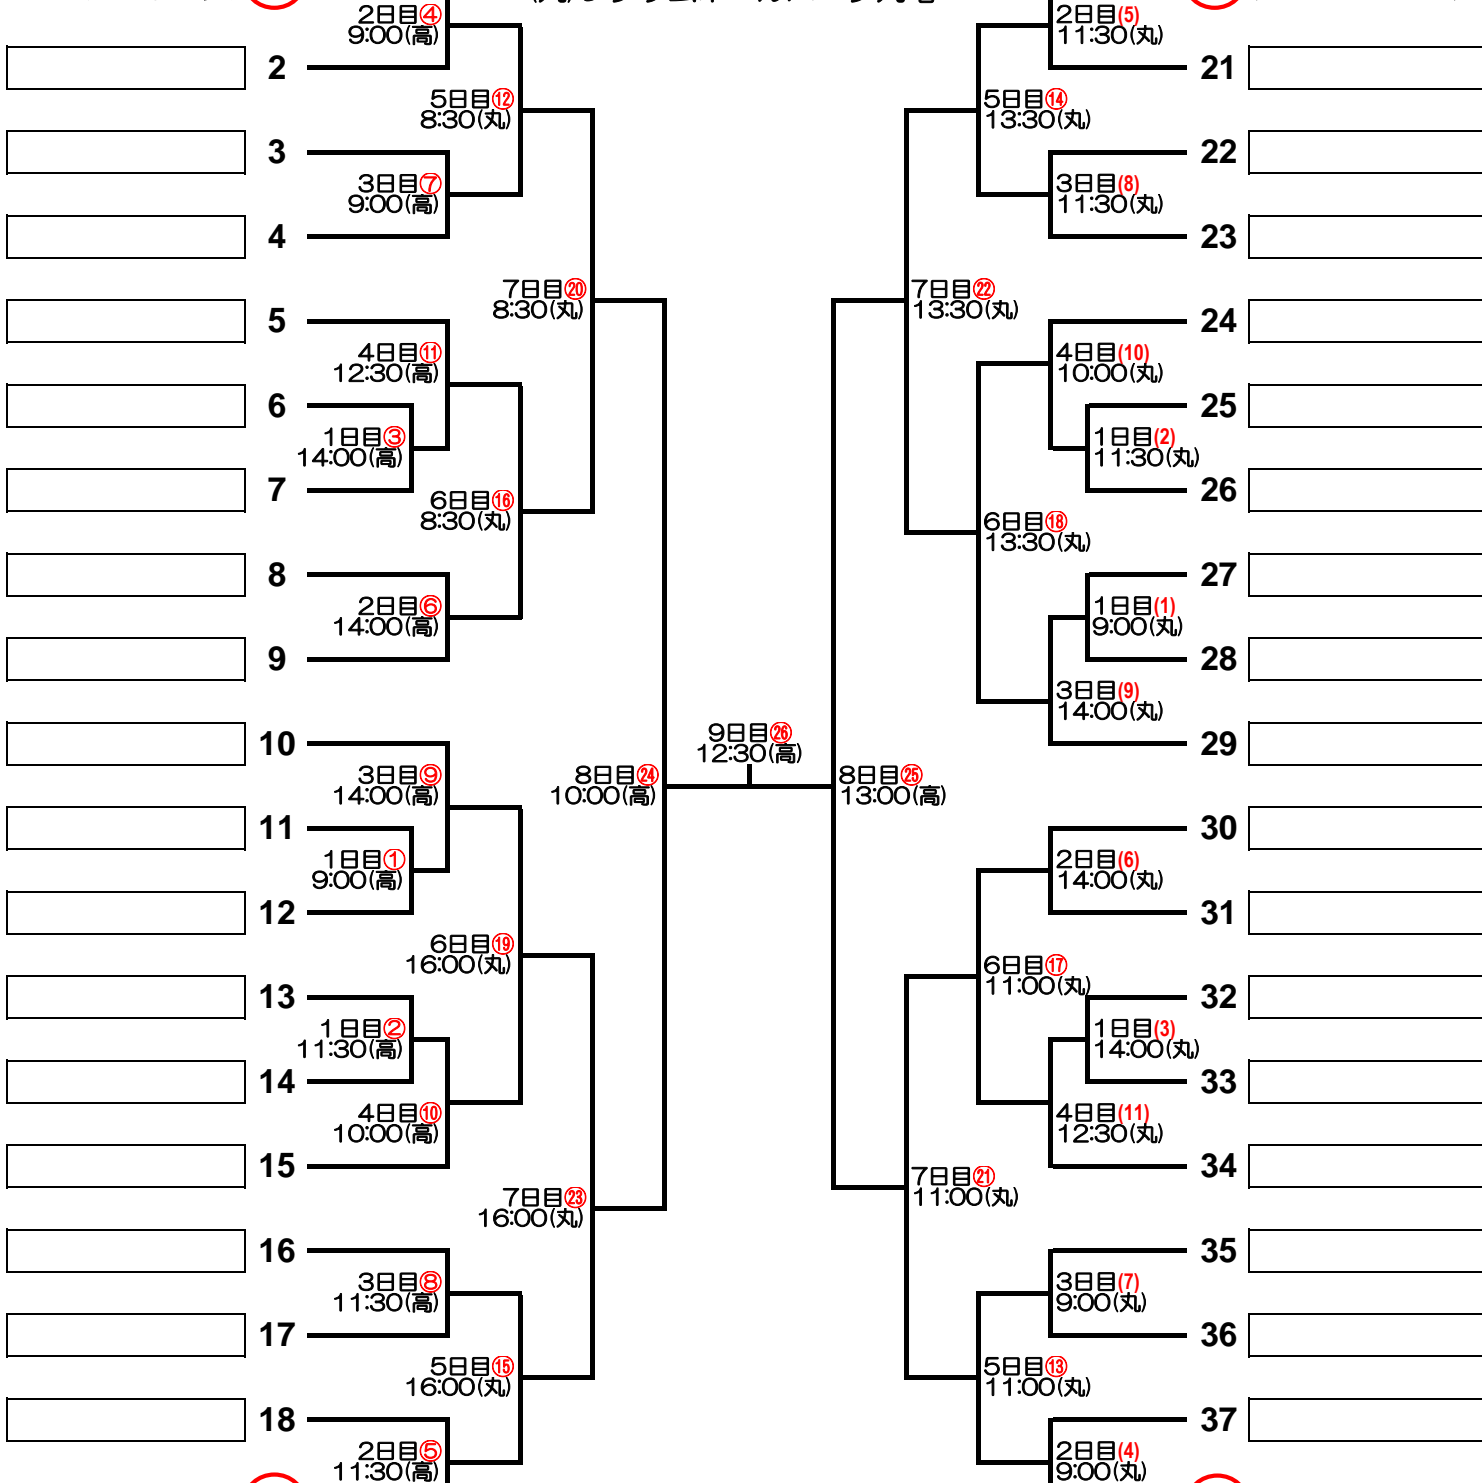 2日目④
9:00(高)
2
5日目⑫
8:30(丸)
3
3日目⑦
9:00(高)
4
7日目⑳
8:30(丸)
5
4日目⑪
12:30(高)
6
1日目③
14:00(高)
7
6日目⑯
8:30(丸)
8
2日目⑥
14:00(高)
9
10
3日目⑨
14:00(高)
11
1日目①
9:00(高)
12
6日目⑲
16:00(丸)
13
1日目②
11:30(高)
14
4日目⑩
10:00(高)
15
7日目㉓
16:00(丸)
16
3日目⑧
11:30(高)
17
5日目⑮
16:00(丸)
18
2日目⑤
11:30(高)
8日目㉔
10:00(高)
9日目㉖
12:30(高)
8日目㉕
13:00(高)
2日目(5)
11:30(丸)
21
5日目⑭
13:30(丸)
22
3日目(8)
11:30(丸)
23
7日目㉒
13:30(丸)
24
4日目(10)
10:00(丸)
25
1日目(2)
11:30(丸)
26
6日目⑱
13:30(丸)
27
1日目(1)
9:00(丸)
28
3日目(9)
14:00(丸)
29
30
2日目(6)
14:00(丸)
31
6日目⑰
11:00(丸)
32
1日目(3)
14:00(丸)
33
4日目(11)
12:30(丸)
34
7日目㉑
11:00(丸)
35
3日目(7)
9:00(丸)
36
5日目⑬
11:00(丸)
37
2日目(4)
9:00(丸)